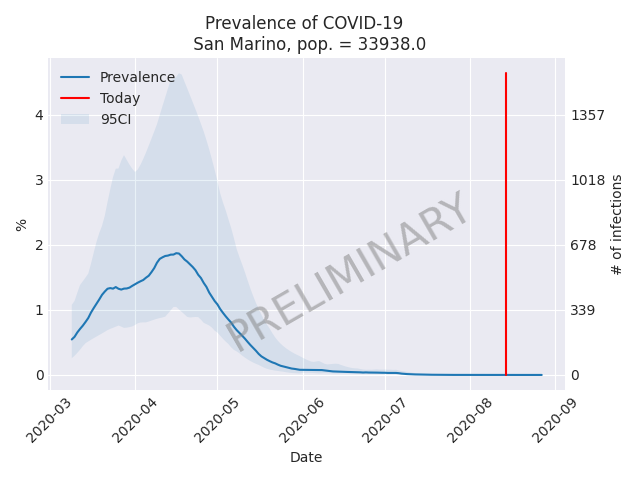 Prevalence of COVID-19
San Marino, pop. = 33938.0
Prevalence
Today
95CI
4
3
2
1
0
%
1357
1018
678
339
0
# of infections
PRELIMINARY
2020-03
2020-04
2020-05
2020-06
2020-07
2020-08
2020-09
Date